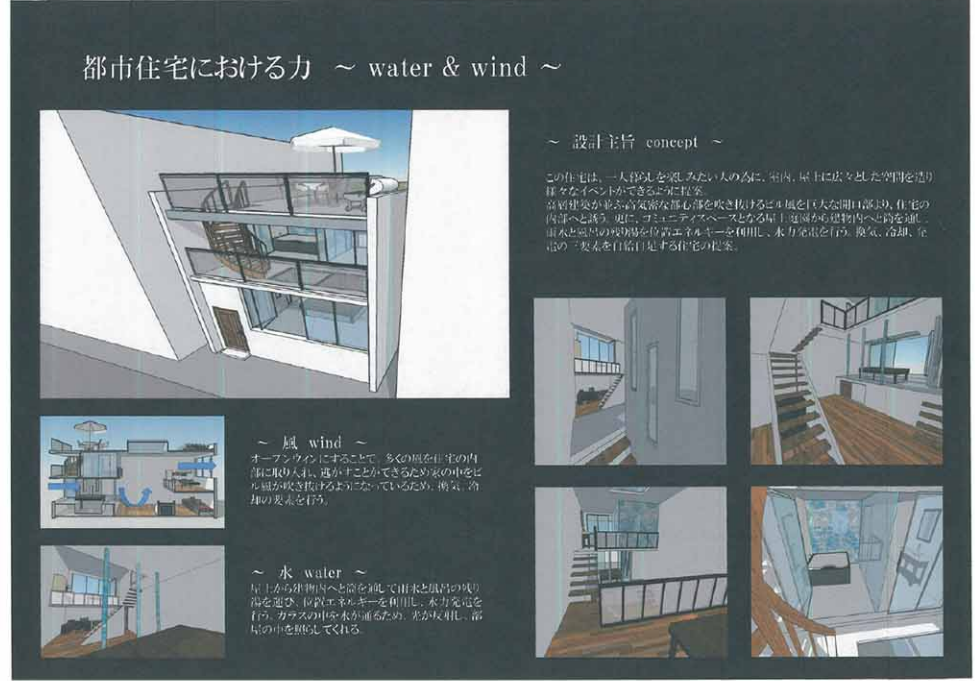 都市住宅における力 ～ water & wind ～
～ 設計主旨 concept ～
この住宅は、一人暮らしを楽しみたい人の為に、室内、屋上に広々とした空間を造り
様々なイベントができるように提案。
高層建築が並ぶ高気密な都心部を吹き抜けるビル風を巨大な開口部より、住宅の
内部へと誘う。更に、コミュニティスペースとなる屋上庭園から建物内へと筒を通し、
雨水と風呂の残り湯を位置エネルギーを利用し、水力発電を行う。換気、冷却、発
電の三要素を自給自足する住宅の提案。
～ 風 wind ～
オープンウィンにすることで、多くの風を住宅の内
部に取り入れ、逃がすことができるため家の中をビ
ル風が吹き抜けるようになっているため、換気、冷
却の要素を行う。
～ 水 water ～
屋上から建物内へと筒を通して雨水と風呂の残り
湯を運び、位置エネルギーを利用し、水力発電を
行う。ガラスの中を水が通るため、光が反射し、部
屋の中を照らしてくれる。